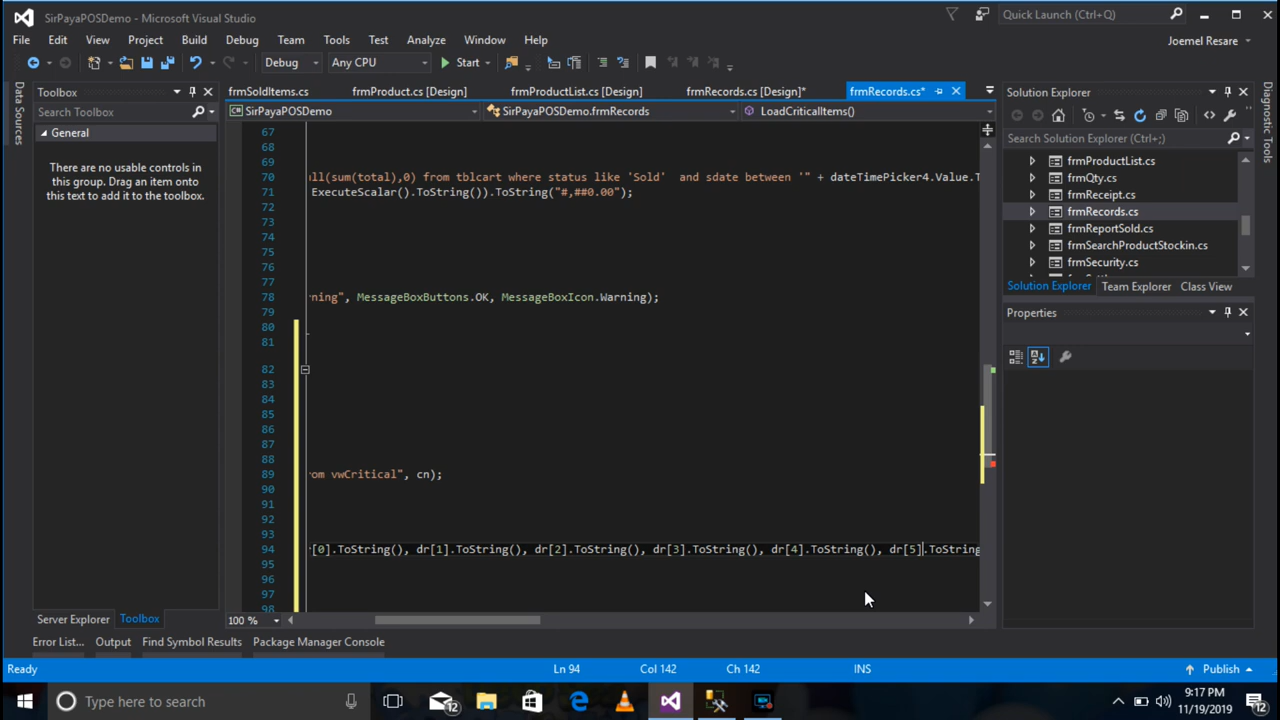 SirPayaPOSDemo - Microsoft Visual Studio
Quick Launch (Ctrl+Q)
File Edit View Project Build Debug Team Tools Test Analyze Window Help
Joemel Resare
Debug Any CPU Start
Data Sources
Toolbox
Search Toolbox
General
There are no usable controls in
this group. Drag an item onto
this text to add it to the toolbox.
Server Explorer Toolbox
frmSoldItems.cs frmProduct.cs [Design] frmProductList.cs [Design] frmRecords.cs [Design]* frmRecords.cs*
SirPayaPOSDemo SirPayaPOSDemo.frmRecords LoadCriticalItems()
67
68
69
70 ıll(sum(total),0) from tblcart where status like 'Sold'  and sdate between '" + dateTimePicker4.Value.T
71 ExecuteScalar().ToString()).ToString("#,##0.00");
72
73
74
75
76
77
78 rning", MessageBoxButtons.OK, MessageBoxIcon.Warning);
79
80
81
82
83
84
85
86
87
88
89 om vwCritical", cn);
90
91
92
93
94 r[0].ToString(), dr[1].ToString(), dr[2].ToString(), dr[3].ToString(), dr[4].ToString(), dr[5].ToString
95
96
97
98
100 %
Solution Explorer
Search Solution Explorer (Ctrl+;)
frmProductList.cs
frmQty.cs
frmReceipt.cs
frmRecords.cs
frmReportSold.cs
frmSearchProductStockin.cs
frmSecurity.cs
Solution Explorer Team Explorer Class View
Properties
Diagnostic Tools
Error List... Output Find Symbol Results Package Manager Console
Ready Ln 94 Col 142 Ch 142 INS Publish
Type here to search
12
9:17 PM
11/19/2019
12